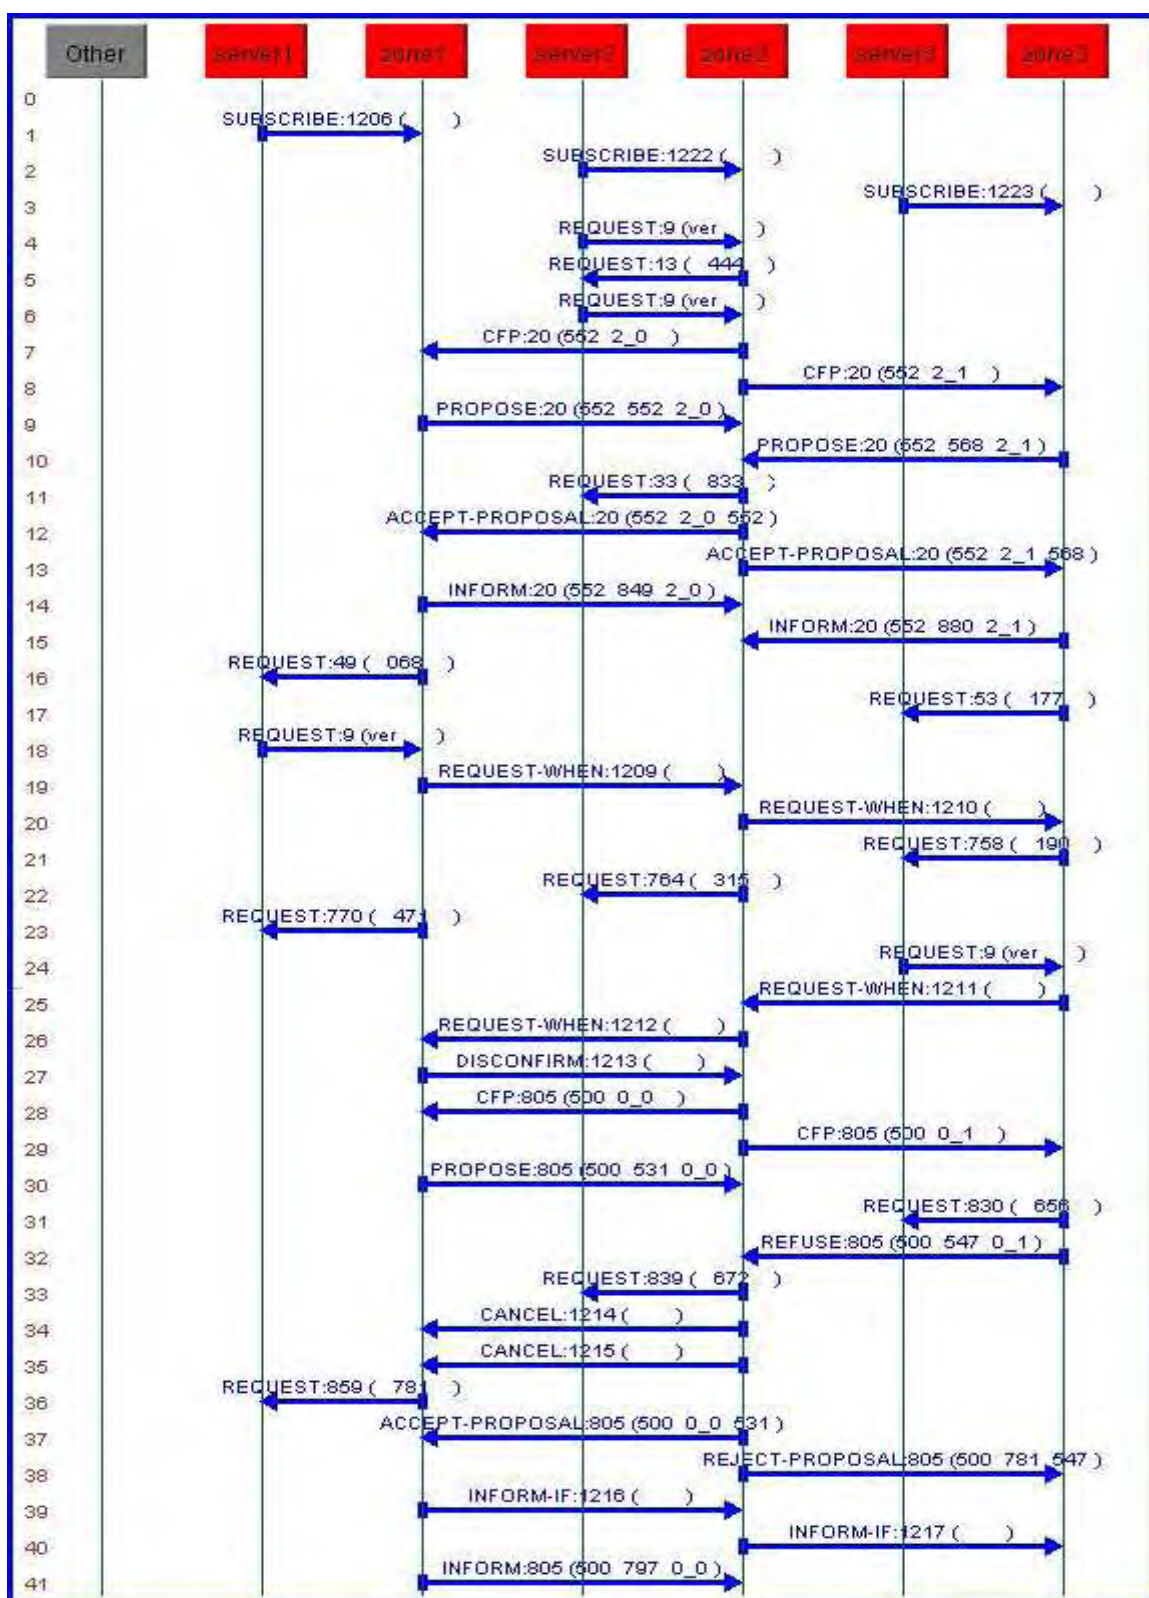 Other server1 zone1 server2 zone2 server3 zone3
0
SUBSCRIBE:1206 ( )
1
SUBSCRIBE:1222 ( )
2
SUBSCRIBE:1223 ( )
3
REQUEST:9 (ver )
4
REQUEST:13 ( 444 )
5
REQUEST:9 (ver )
6
CFP:20 (552 2_0 )
7
CFP:20 (552 2_1 )
8
PROPOSE:20 (552 552 2_0)
9
PROPOSE:20 (552 568 2_1)
10
REQUEST:33 ( 833 )
11
ACCEPT-PROPOSAL:20 (552 2_0 552)
12
ACCEPT-PROPOSAL:20 (552 2_1 568)
13
INFORM:20 (552 849 2_0)
14
INFORM:20 (552 880 2_1)
15
REQUEST:49 ( 068 )
16
REQUEST:53 ( 177 )
17
REQUEST:9 (ver )
18
REQUEST-WHEN:1209 ( )
19
REQUEST-WHEN:1210 ( )
20
REQUEST:758 ( 190 )
21
REQUEST:764 ( 315 )
22
REQUEST:770 ( 471 )
23
REQUEST:9 (ver )
24
REQUEST-WHEN:1211 ( )
25
REQUEST-WHEN:1212 ( )
26
DISCONFIRM:1213 ( )
27
CFP:805 (500 0_0 )
28
CFP:805 (500 0_1 )
29
PROPOSE:805 (500 531 0_0)
30
REQUEST:830 ( 656 )
31
REFUSE:805 (500 547 0_1)
32
REQUEST:839 ( 672 )
33
CANCEL:1214 ( )
34
CANCEL:1215 ( )
35
REQUEST:859 ( 781 )
36
ACCEPT-PROPOSAL:805 (500 0_0 531)
37
REJECT-PROPOSAL:805 (500 781 547)
38
INFORM-IF:1216 ( )
39
INFORM-IF:1217 ( )
40
INFORM:805 (500 797 0_0)
41